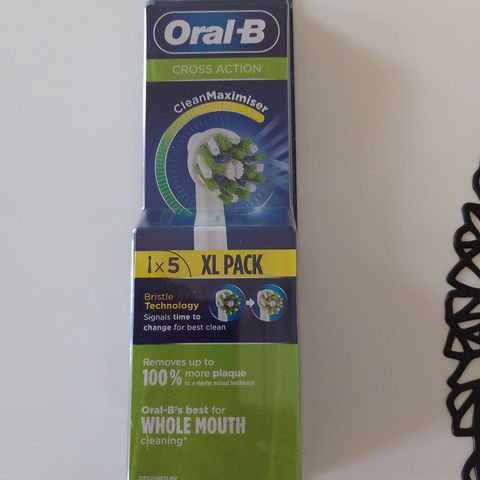 Oral-B
CROSS ACTION
CleanMaximiser
x5 XL PACK
Bristle
Technology
Signals time to
change for best clean
Removes up to
100% more plaque
vs. a regular manual toothbrush
Oral-B's best for
WHOLE MOUTH
cleaning*
DESIGNED BY